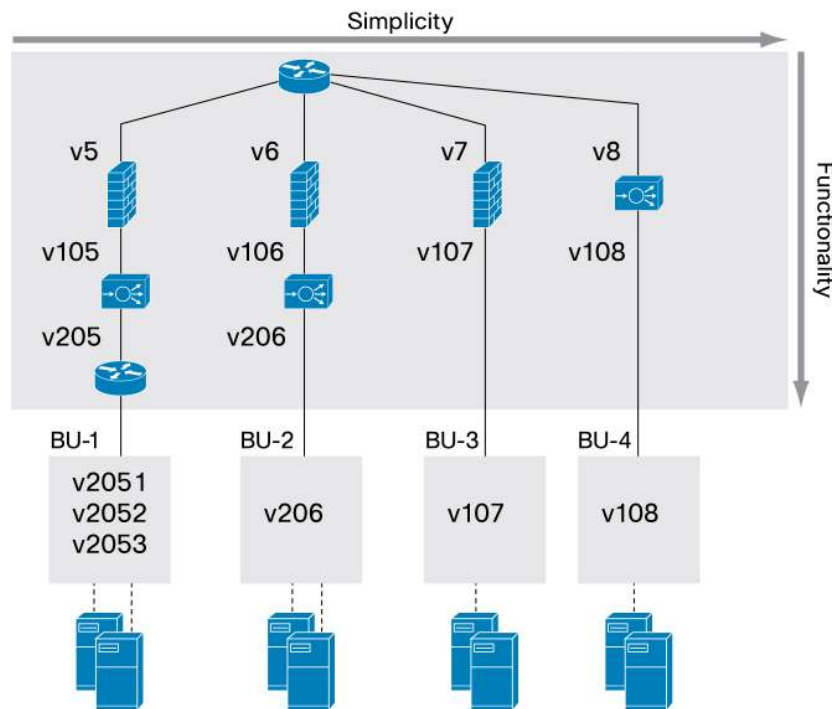 Simplicity
v5
v6
v7
v8
Functionality
v105
v106
v107
v108
v205
v206
BU-1
BU-2
BU-3
BU-4
v2051
v2052
v2053
v206
v107
v108